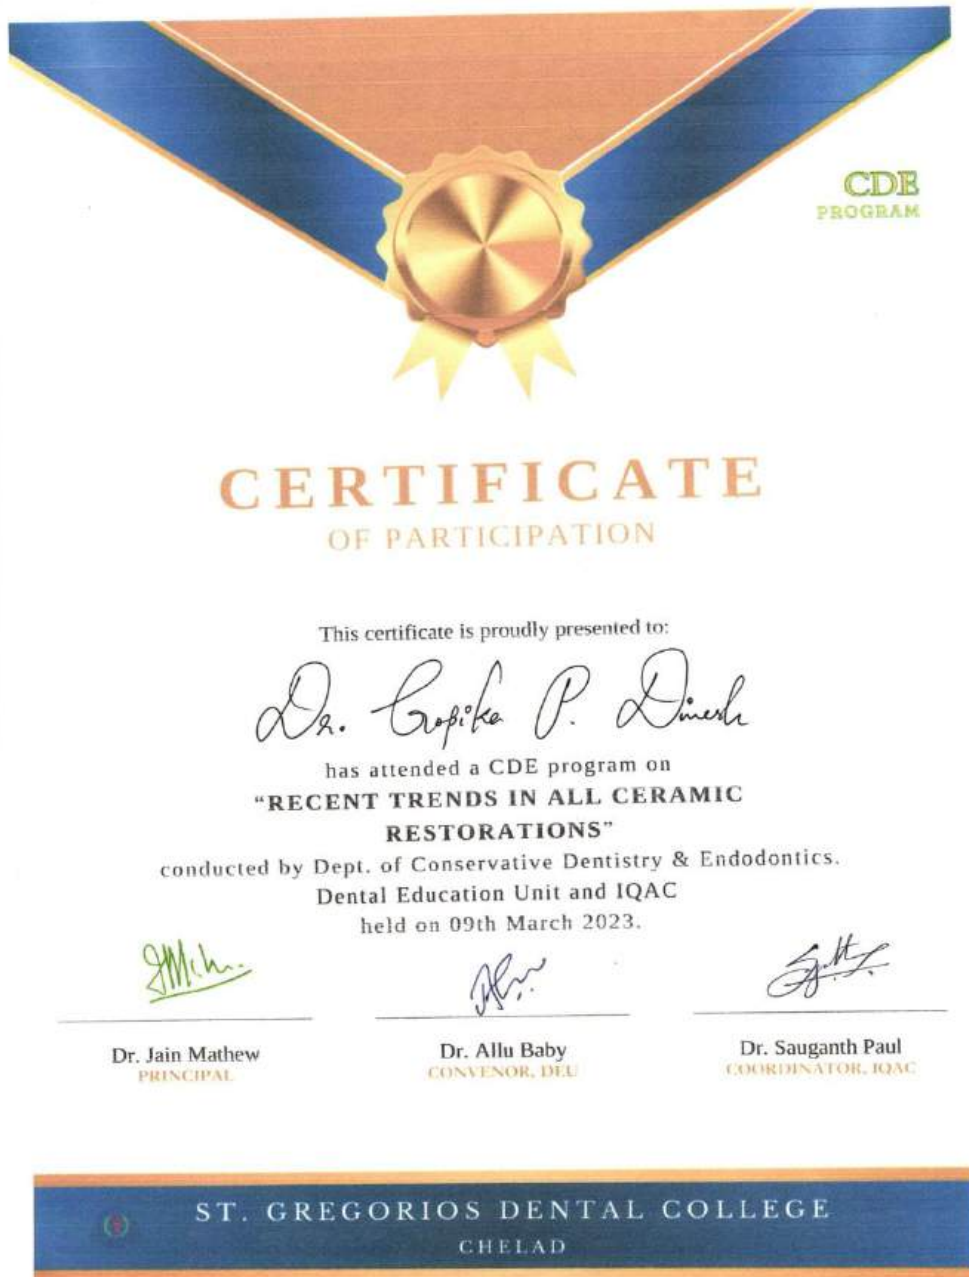 CDE
PROGRAM
CERTIFICATE
OF PARTICIPATION
This certificate is proudly presented to:
Dr. Gopika P. Dinesh
has attended a CDE program on
"RECENT TRENDS IN ALL CERAMIC
RESTORATIONS"
conducted by Dept. of Conservative Dentistry & Endodontics.
Dental Education Unit and IQAC
held on 09th March 2023.
Dr. Jain Mathew
PRINCIPAL
Dr. Allu Baby
CONVENOR, DEU
Dr. Sauganth Paul
COORDINATOR, IQAC
ST. GREGORIOS DENTAL COLLEGE
CHELAD